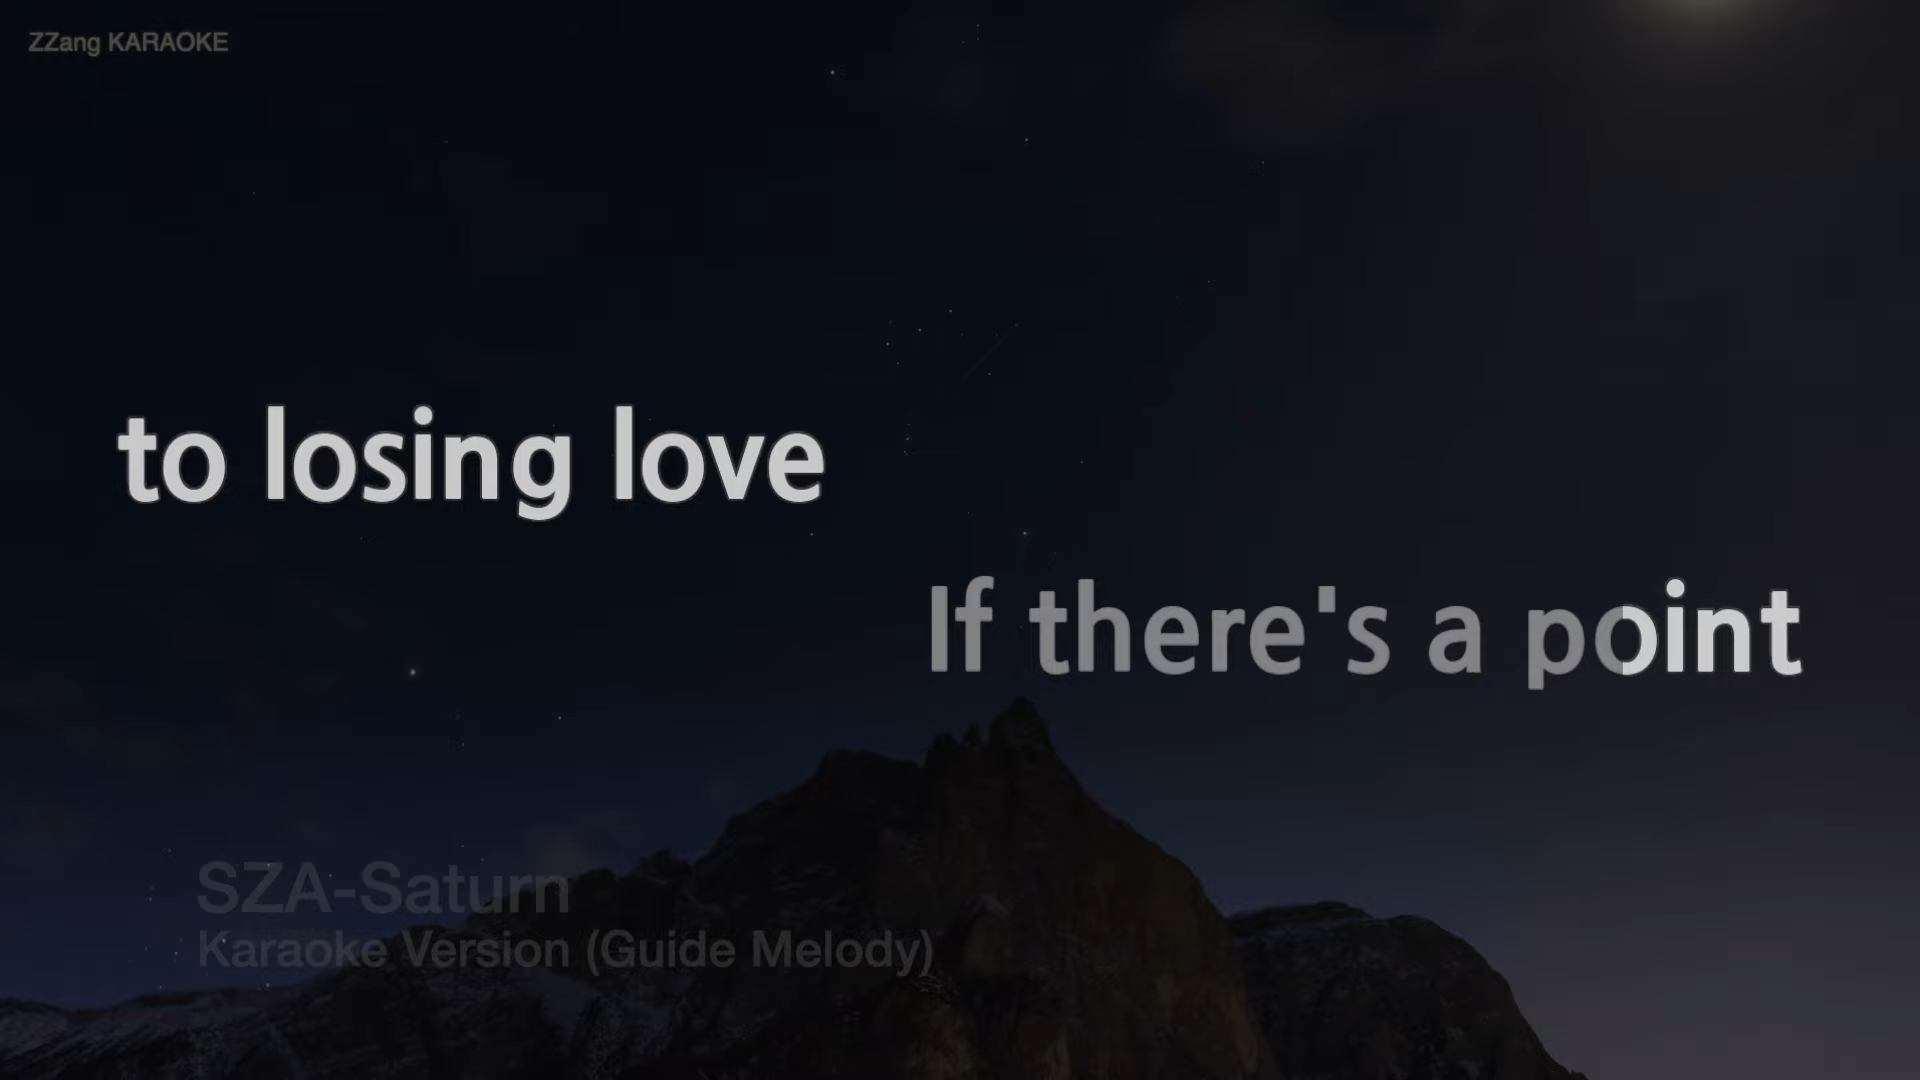 ZZang KARAOKE
to losing love
If there's a point
SZA-Saturn
Karaoke Version (Guide Melody)